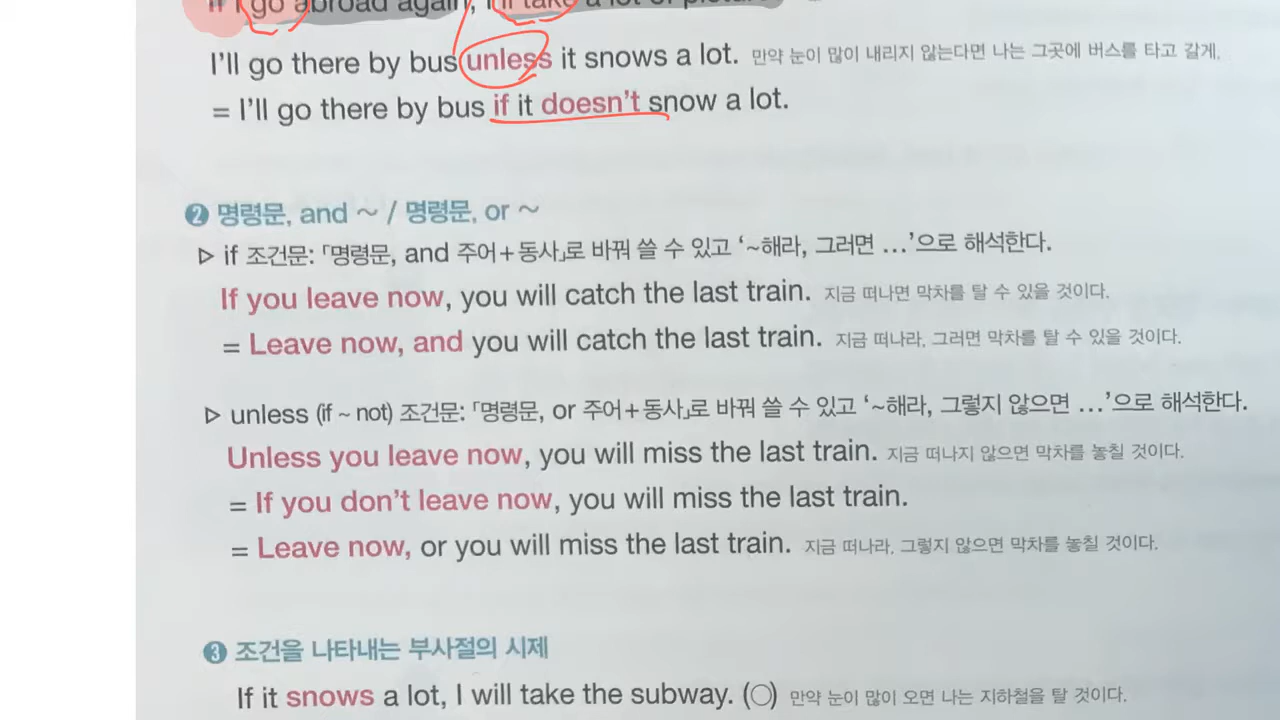 If I go abroad again, I'll take a lot of picture
I'll go there by bus unless it snows a lot. 만약 눈이 많이 내리지 않는다면 나는 그곳에 버스를 타고 갈게.
= I'll go there by bus if it doesn't snow a lot.
❷ 명령문, and ~ / 명령문, or ~
▷ if 조건문: 「명령문, and 주어+동사」로 바꿔 쓸 수 있고 '~해라, 그러면 …'으로 해석한다.
If you leave now, you will catch the last train. 지금 떠나면 막차를 탈 수 있을 것이다.
= Leave now, and you will catch the last train. 지금 떠나라, 그러면 막차를 탈 수 있을 것이다.
▷ unless (if ~ not) 조건문: 「명령문, or 주어+동사」로 바꿔 쓸 수 있고 '~해라, 그렇지 않으면 …'으로 해석한다.
Unless you leave now, you will miss the last train. 지금 떠나지 않으면 막차를 놓칠 것이다.
= If you don't leave now, you will miss the last train.
= Leave now, or you will miss the last train. 지금 떠나라, 그렇지 않으면 막차를 놓칠 것이다.
❸ 조건을 나타내는 부사절의 시제
If it snows a lot, I will take the subway. (○) 만약 눈이 많이 오면 나는 지하철을 탈 것이다.